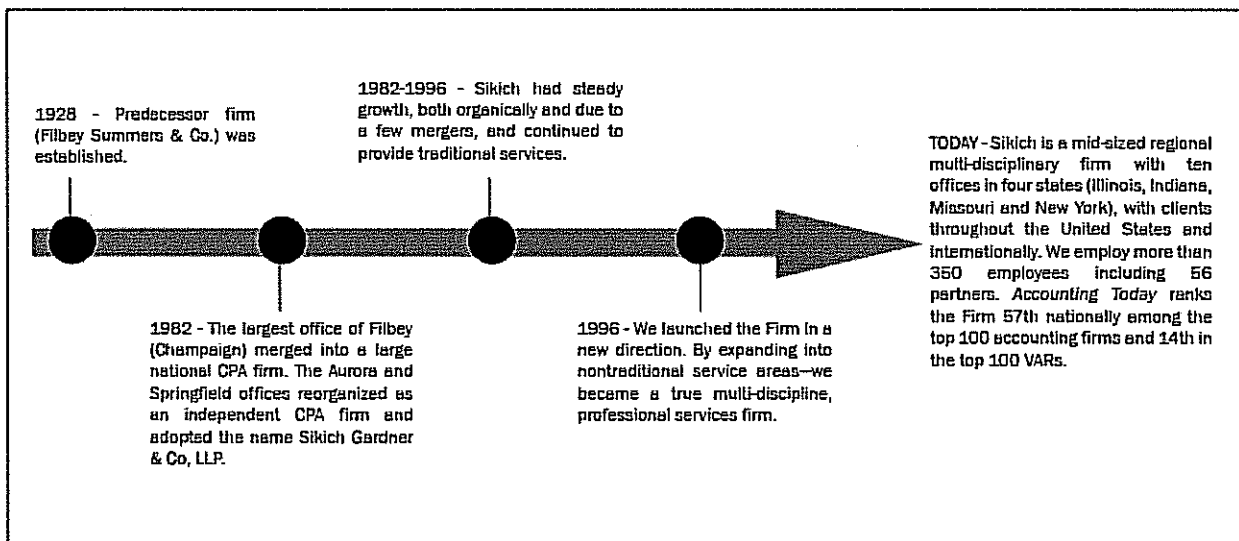 1928 - Predecessor firm
(Filbey Summers & Co.) was
established.
1982 - The largest office of Filbey
(Champaign) merged into a large
national CPA firm. The Aurora and
Springfield offices reorganized as
an independent CPA firm and
adopted the name Sikich Gardner
& Co, LLP.
1982-1996 - Sikich had steady
growth, both organically and due to
a few mergers, and continued to
provide traditional services.
1996 - We launched the Firm in a
new direction. By expanding into
nontraditional service areas—we
became a true multi-discipline,
professional services firm.
TODAY - Sikich is a mid-sized regional
multi-disciplinary firm with ten
offices in four states (Illinois, Indiana,
Missouri and New York), with clients
throughout the United States and
internationally. We employ more than
350 employees including 56
partners. Accounting Today ranks
the Firm 57th nationally among the
top 100 accounting firms and 14th in
the top 100 VARs.